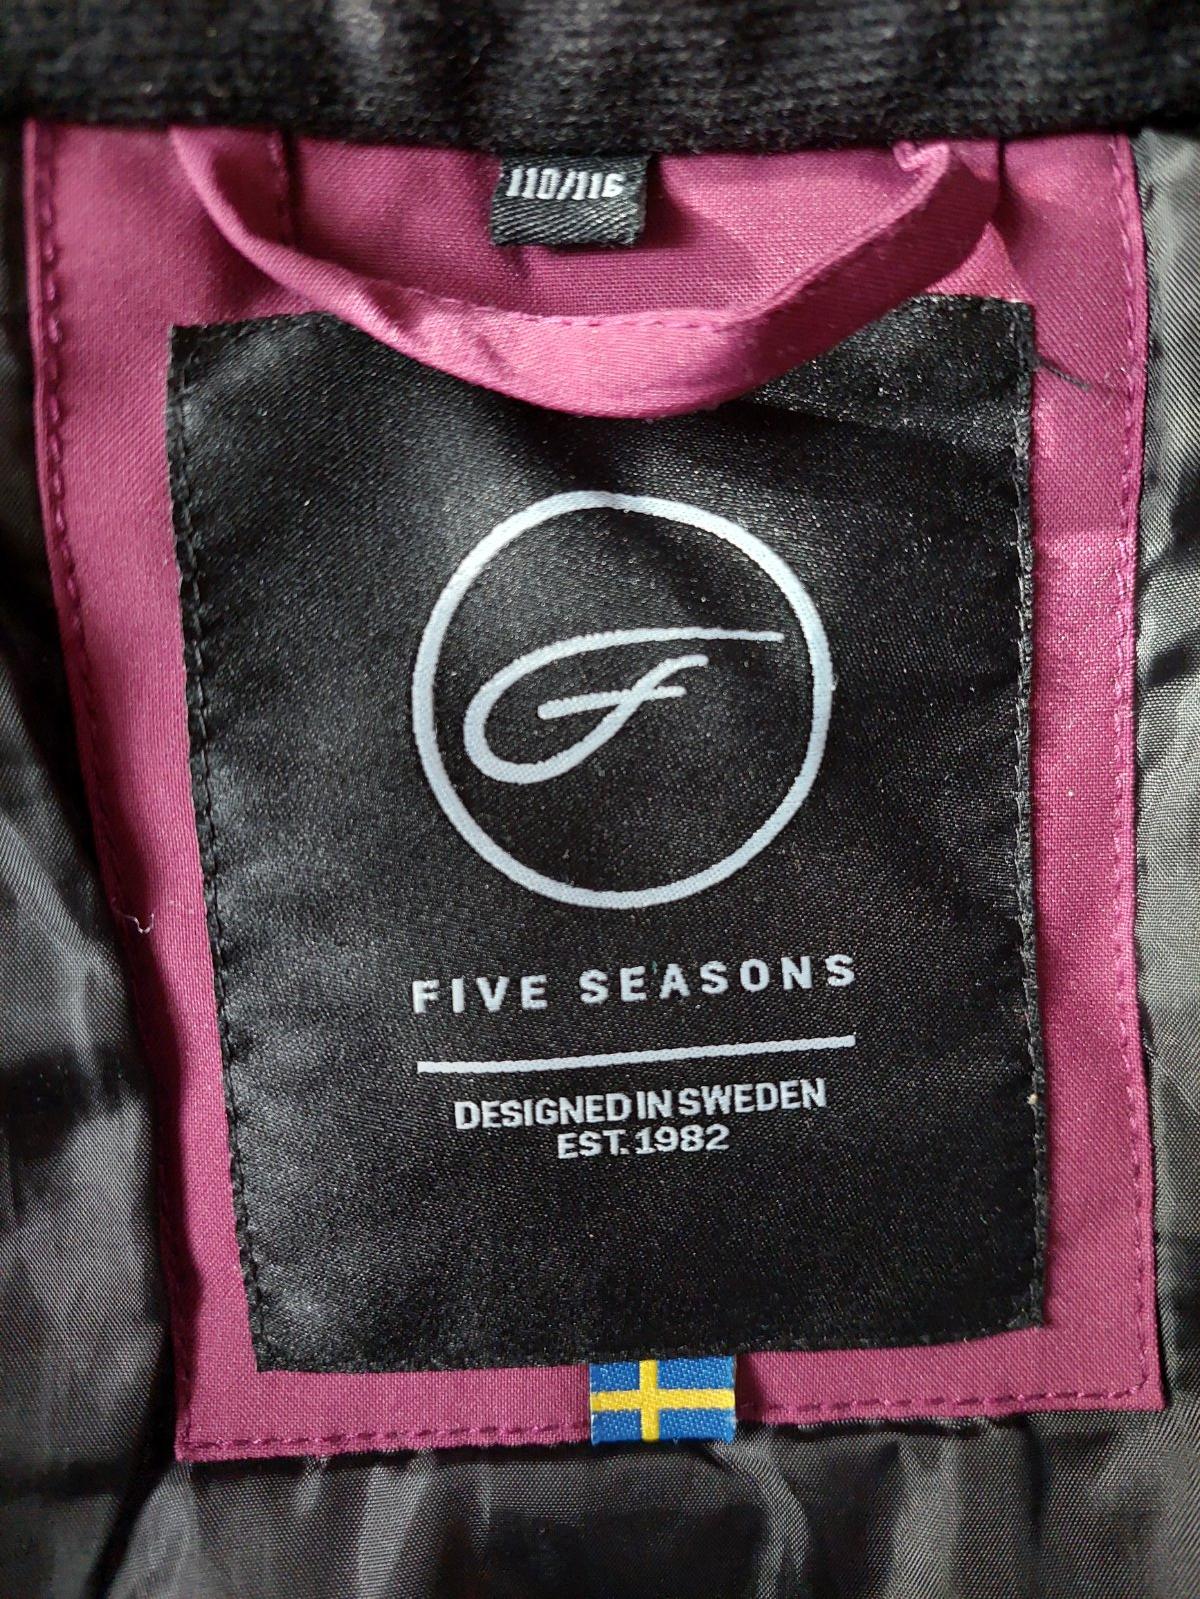 110/116
F
FIVE SEASONS
DESIGNED IN SWEDEN
EST. 1982